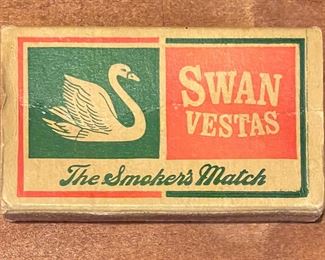 SWAN
VESTAS
The Smoker's Match